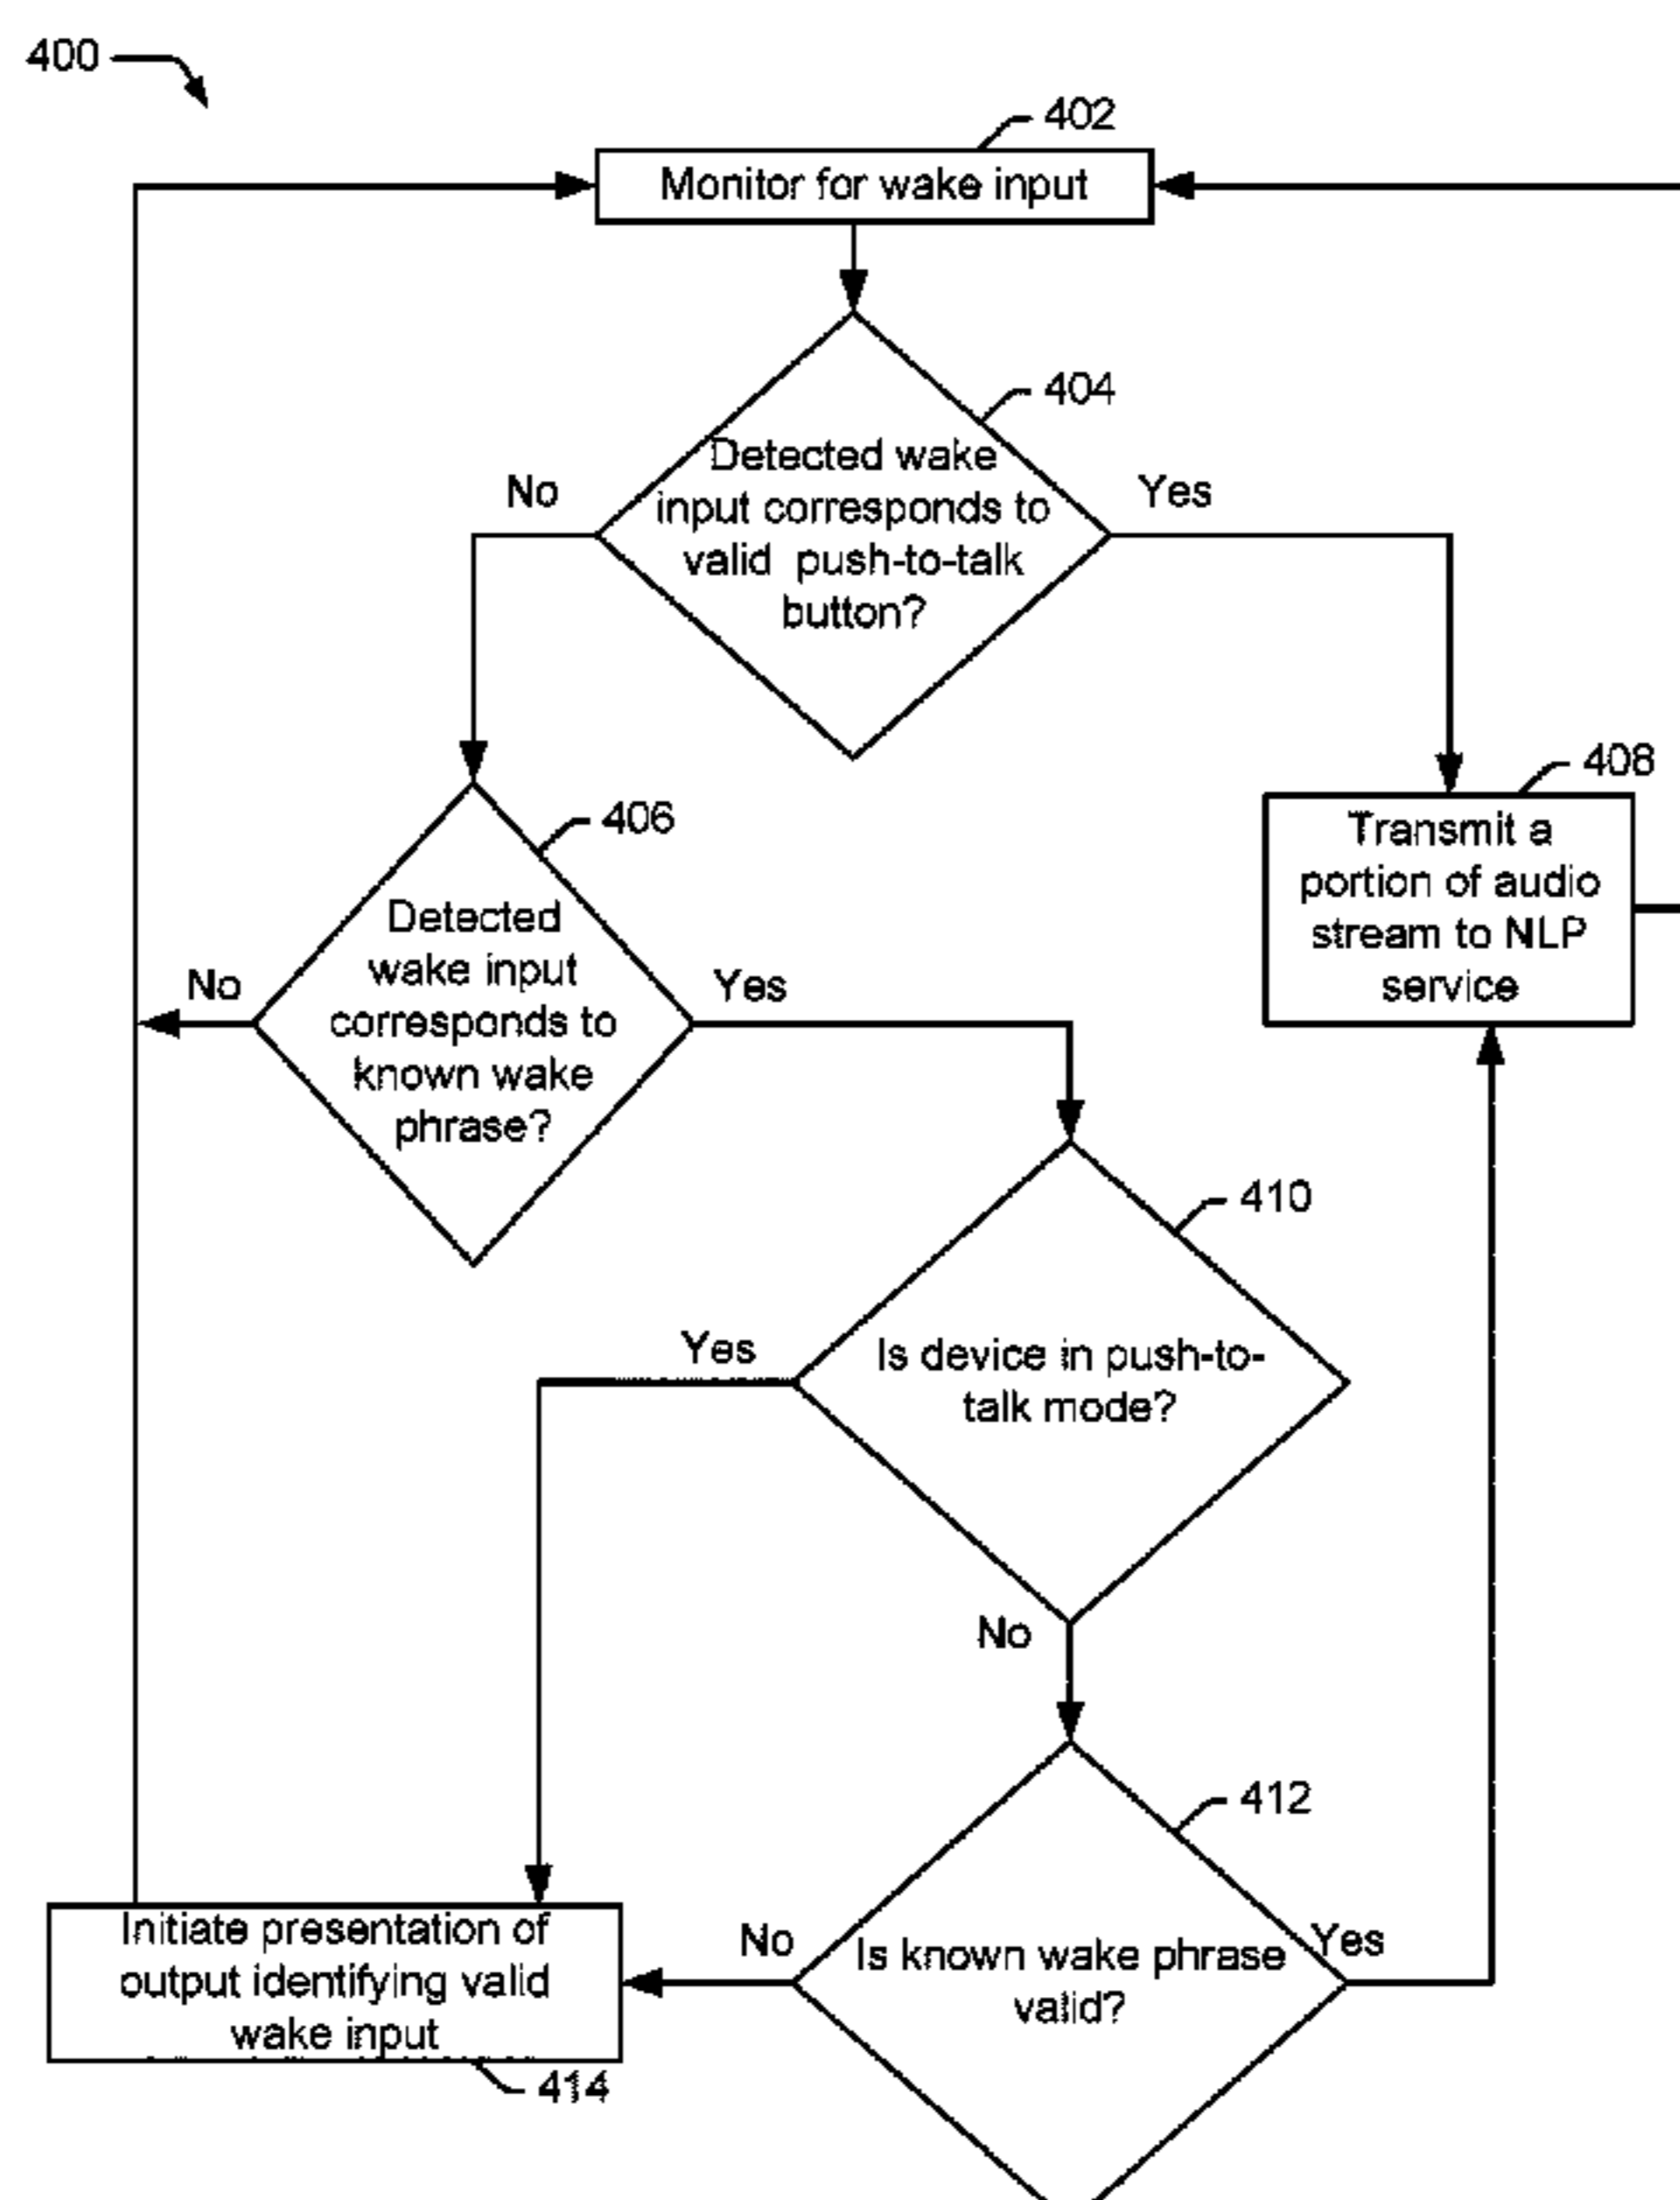 400
402
Monitor for wake input
404
Detected wake
input corresponds to
valid push-to-talk
button?
No
Yes
406
Detected
wake input
corresponds to
known wake
phrase?
No
Yes
408
Transmit a
portion of audio
stream to NLP
service
410
Is device in push-to-
talk mode?
Yes
No
412
Is known wake phrase
valid?
No
Yes
Initiate presentation of
output identifying valid
wake input
414